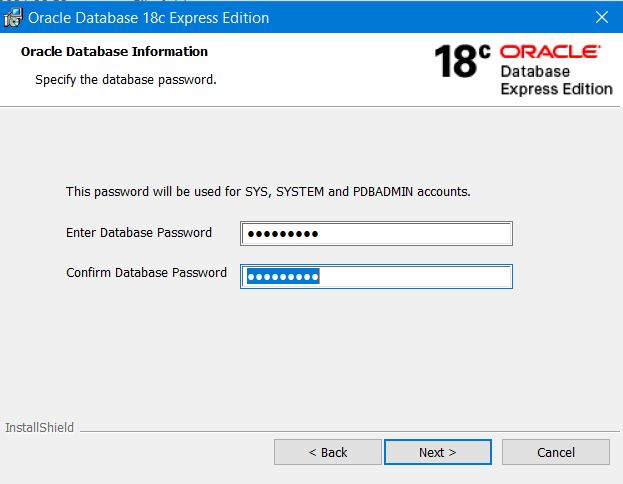 Oracle Database 18c Express Edition
Oracle Database Information
Specify the database password.
18c ORACLE
Database
Express Edition
This password will be used for SYS, SYSTEM and PDBADMIN accounts.
Enter Database Password
Confirm Database Password
InstallShield
< Back
Next >
Cancel